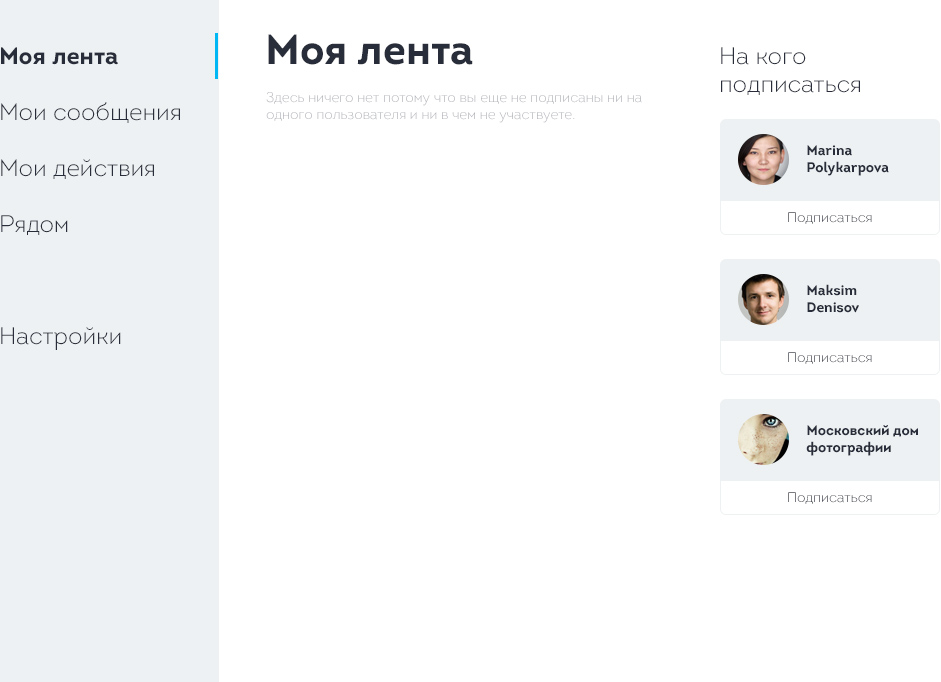 Моя лента
Мои сообщения
Мои действия
Рядом
Настройки
Моя лента
Здесь ничего нет потому что вы еще не подписаны ни на
одного пользователя и ни в чем не участвуете.
На кого
подписаться
Marina
Polykarpova
Подписаться
Maksim
Denisov
Подписаться
Московский дом
фотографии
Подписаться